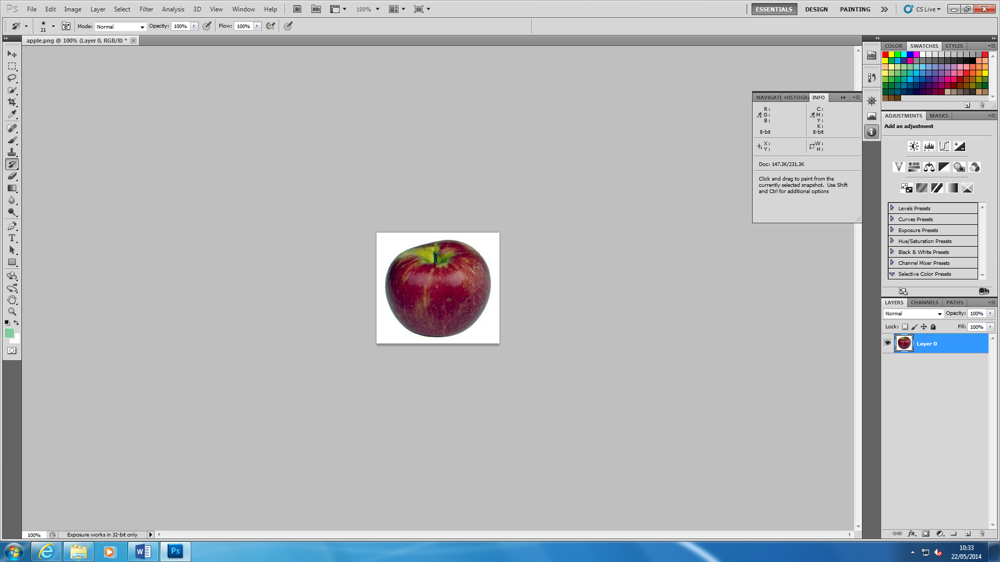 Ps File Edit Image Layer Select Filter Analysis 3D View Window Help Br Mb 100% ESSENTIALS DESIGN PAINTING CS Live
21 Mode: Normal Opacity: 100% Flow: 100%
apple.png @ 100% (Layer 0, RGB/8) *
Mb
COLOR SWATCHES STYLES
NAVIGATO HISTOGRA INFO
R :
G :
B :
8-bit
C :
M :
Y :
K :
8-bit
X :
Y :
W :
H :
Doc: 147.3K/231.3K
Click and drag to paint from the
currently selected snapshot. Use Shift
and Ctrl for additional options
ADJUSTMENTS MASKS
Add an adjustment
Levels Presets
Curves Presets
Exposure Presets
Hue/Saturation Presets
Black & White Presets
Channel Mixer Presets
Selective Color Presets
LAYERS CHANNELS PATHS
Normal Opacity: 100%
Lock: Fill: 100%
Layer 0
T
100% Exposure works in 32-bit only
W Ps
10:33
22/05/2014